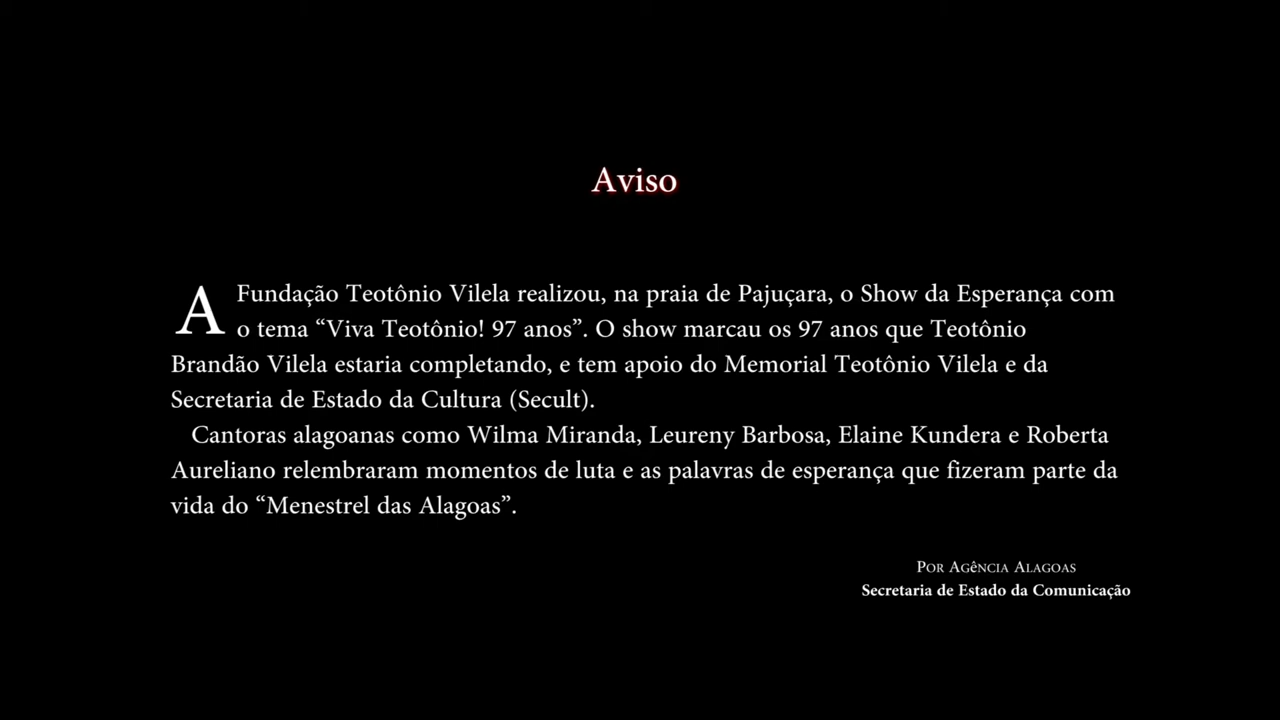 Aviso
A Fundação Teotônio Vilela realizou, na praia de Pajuçara, o Show da Esperança com
o tema “Viva Teotônio! 97 anos”. O show marcau os 97 anos que Teotônio
Brandão Vilela estaria completando, e tem apoio do Memorial Teotônio Vilela e da
Secretaria de Estado da Cultura (Secult).
Cantoras alagoanas como Wilma Miranda, Leureny Barbosa, Elaine Kundera e Roberta
Aureliano relembraram momentos de luta e as palavras de esperança que fizeram parte da
vida do “Menestrel das Alagoas”.
Por Agência Alagoas
Secretaria de Estado da Comunicação